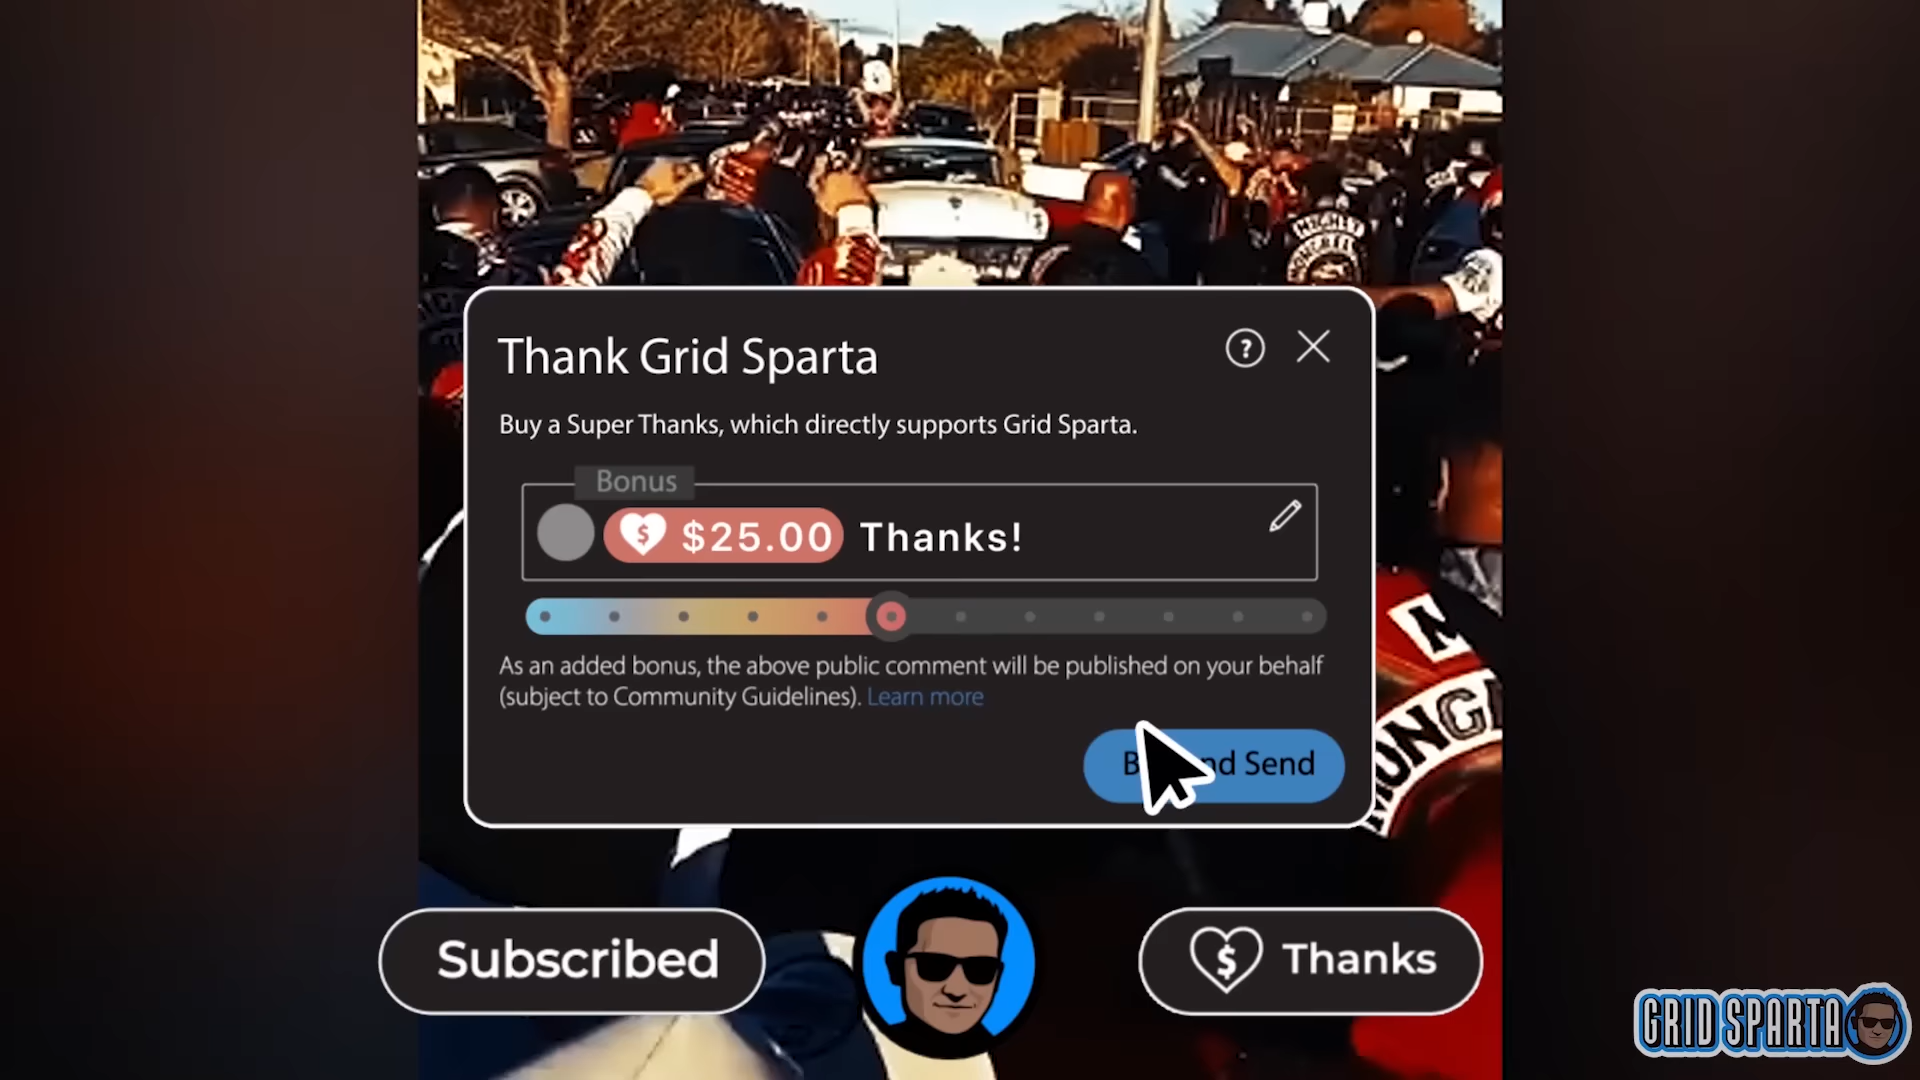 MIGHTY
MONGREL
Thank Grid Sparta
?
Buy a Super Thanks, which directly supports Grid Sparta.
Bonus
$ $25.00 Thanks!
As an added bonus, the above public comment will be published on your behalf
(subject to Community Guidelines). Learn more
Send
Subscribed
$ Thanks
GRID SPARTA